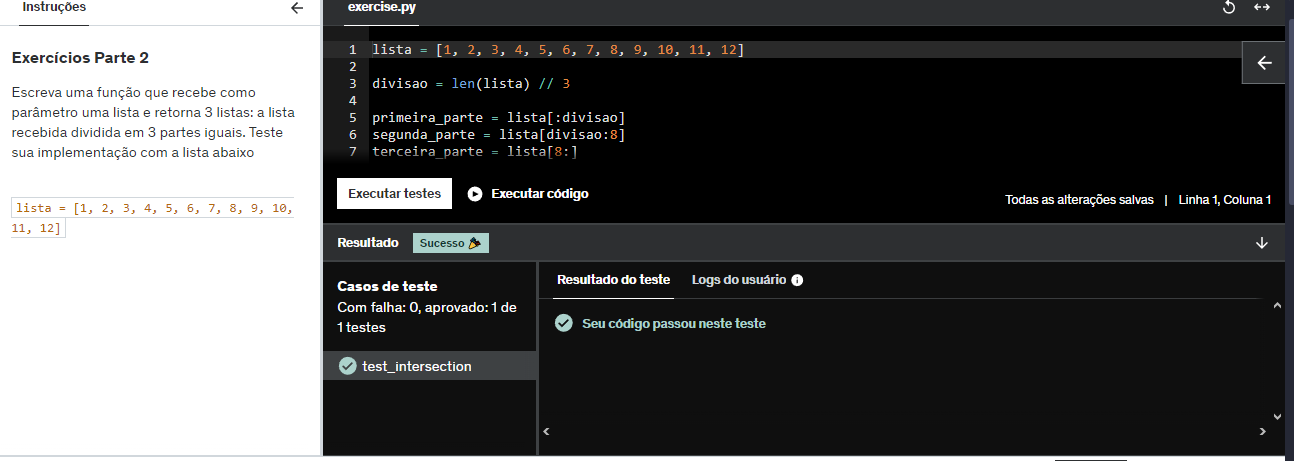 Instruções
Exercícios Parte 2
Escreva uma função que recebe como
parâmetro uma lista e retorna 3 listas: a lista
recebida dividida em 3 partes iguais. Teste
sua implementação com a lista abaixo
lista = [1, 2, 3, 4, 5, 6, 7, 8, 9, 10,
11, 12]
exercise.py
1 lista = [1, 2, 3, 4, 5, 6, 7, 8, 9, 10, 11, 12]
2
3 divisao = len(lista) // 3
4
5 primeira_parte = lista[:divisao]
6 segunda_parte = lista[divisao:8]
7 terceira_parte = lista[8:]
Executar testes
Executar código
Todas as alterações salvas | Linha 1, Coluna 1
Resultado
Sucesso
Casos de teste
Com falha: 0, aprovado: 1 de
1 testes
test_intersection
Resultado do teste
Logs do usuário
Seu código passou neste teste